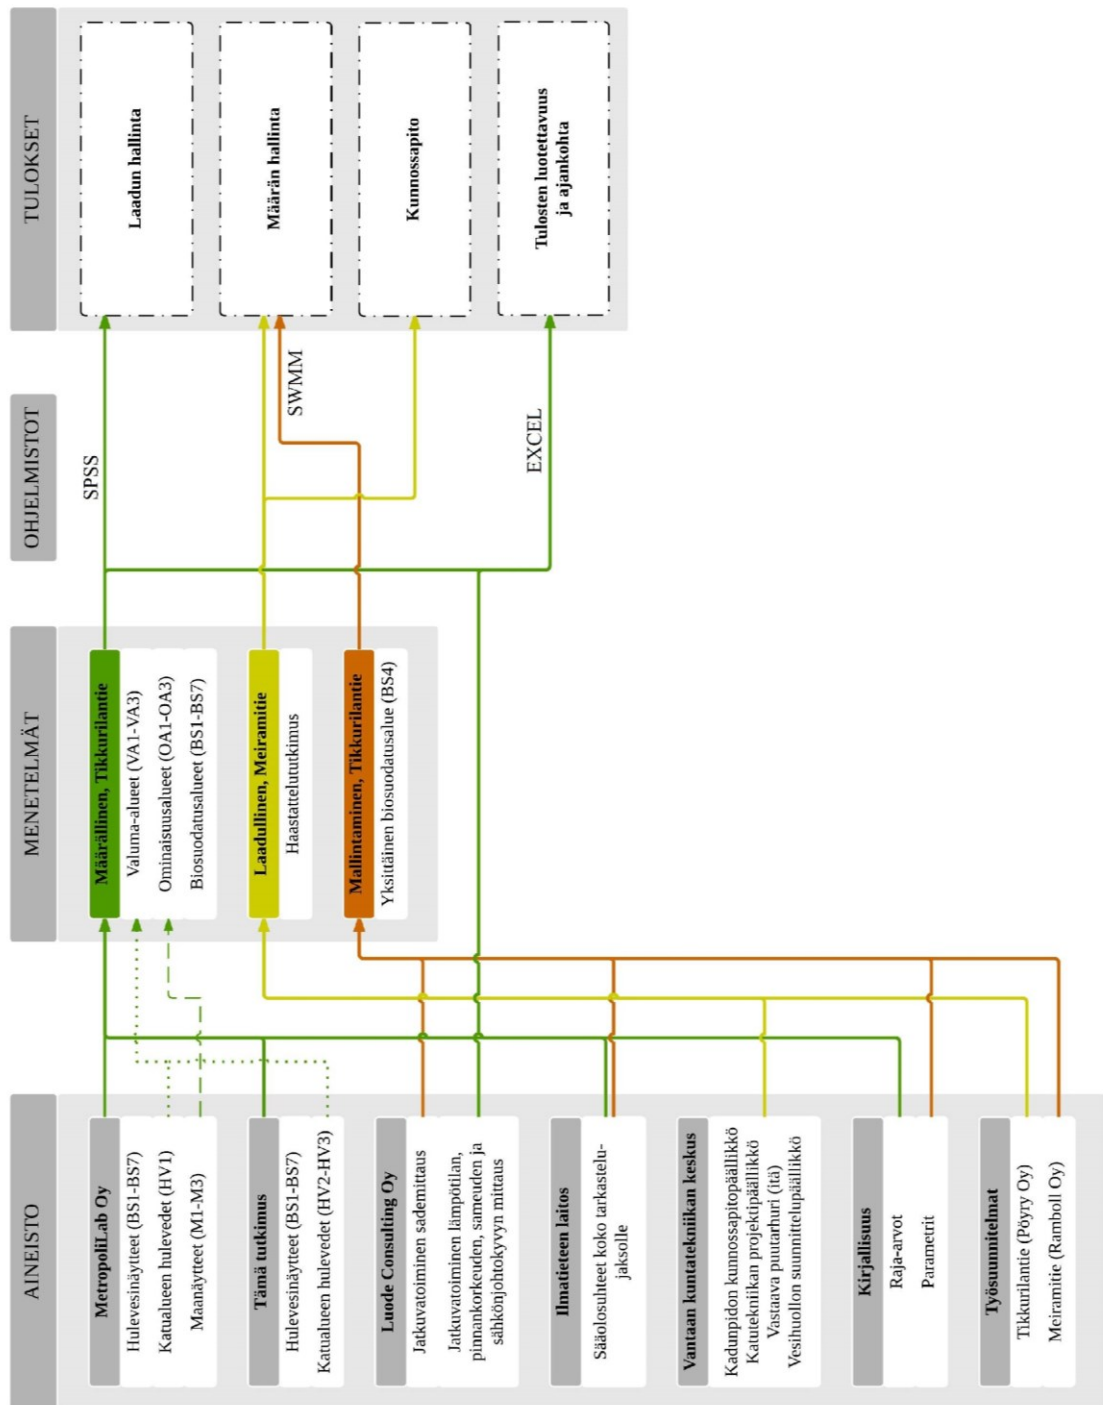 AINEISTO
MetropoliLab Oy
Hulevesinäytteet (BS1-BS7)
Katualueen hulevedet (HV1)
Maanäytteet (M1-M3)
Tämä tutkimus
Hulevesinäytteet (BS1-BS7)
Katualueen hulevedet (HV2-HV3)
Luode Consulting Oy
Jatkuvatoiminen sademittaus
Jatkuvatoiminen lämpötilan,
pinnankorkeuden, sameuden ja
sähkönjohtokyvyn mittaus
Ilmatieteen laitos
Sääolosuhteet koko tarkastelu-
jaksolle
Vantaan kuntatekniikan keskus
Kadunpidon kunnossapitopäällikkö
Katutekniikan projektipäällikkö
Vastaava puutarhuri (itä)
Vesihuollon suunnittelupäällikkö
Kirjallisuus
Raja-arvot
Parametrit
Työsuunnitelmat
Tikkurilantie (Pöyry Oy)
Meiramitie (Ramboll Oy)
MENETELMÄT
Määrällinen, Tikkurilantie
Valuma-alueet (VA1-VA3)
Ominaisuusalueet (OA1-OA3)
Biosuodatusalueet (BS1-BS7)
Laadullinen, Meiramitie
Haastattelututkimus
Mallintaminen, Tikkurilantie
Yksittäinen biosuodatusalue (BS4)
OHJELMISTOT
SPSS
SWMM
EXCEL
TULOKSET
Laadun hallinta
Määrän hallinta
Kunnossapito
Tulosten luotettavuus
ja ajankohta